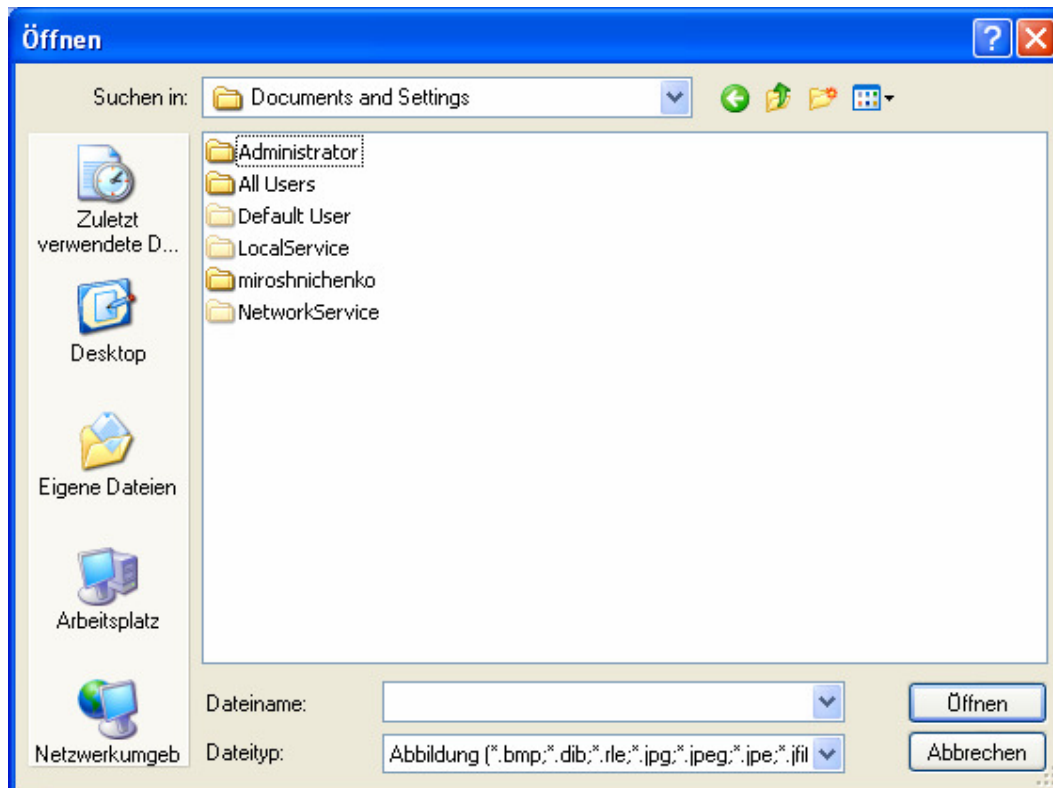 Öffnen
Suchen in:
Documents and Settings
Zuletzt
verwendete D...
Desktop
Eigene Dateien
Arbeitsplatz
Netzwerkumgeb
Administrator
All Users
Default User
LocalService
miroshnichenko
NetworkService
Dateiname:
Öffnen
Dateityp:
Abbildung (*.bmp;*.dib;*.rle;*.jpg;*.jpeg;*.jpe;*.jfil
Abbrechen